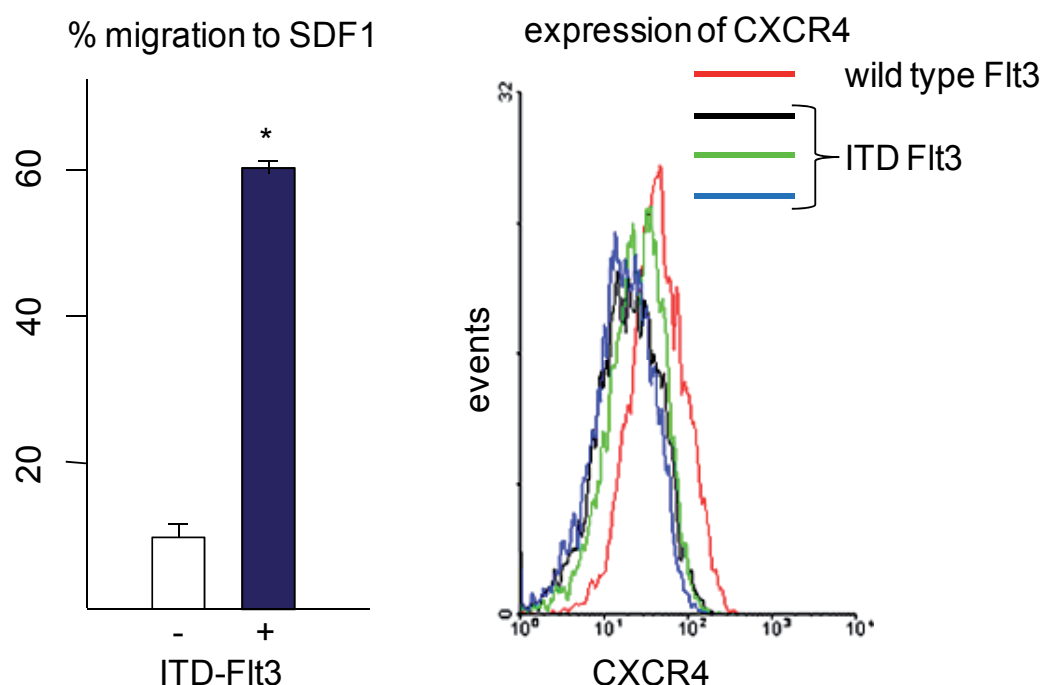 % migration to SDF1
60
40
20
*
- +
ITD-Flt3
expression of CXCR4
wild type Flt3
ITD Flt3
32
events
0
10⁰ 10¹ 10² 10³ 10⁴
CXCR4